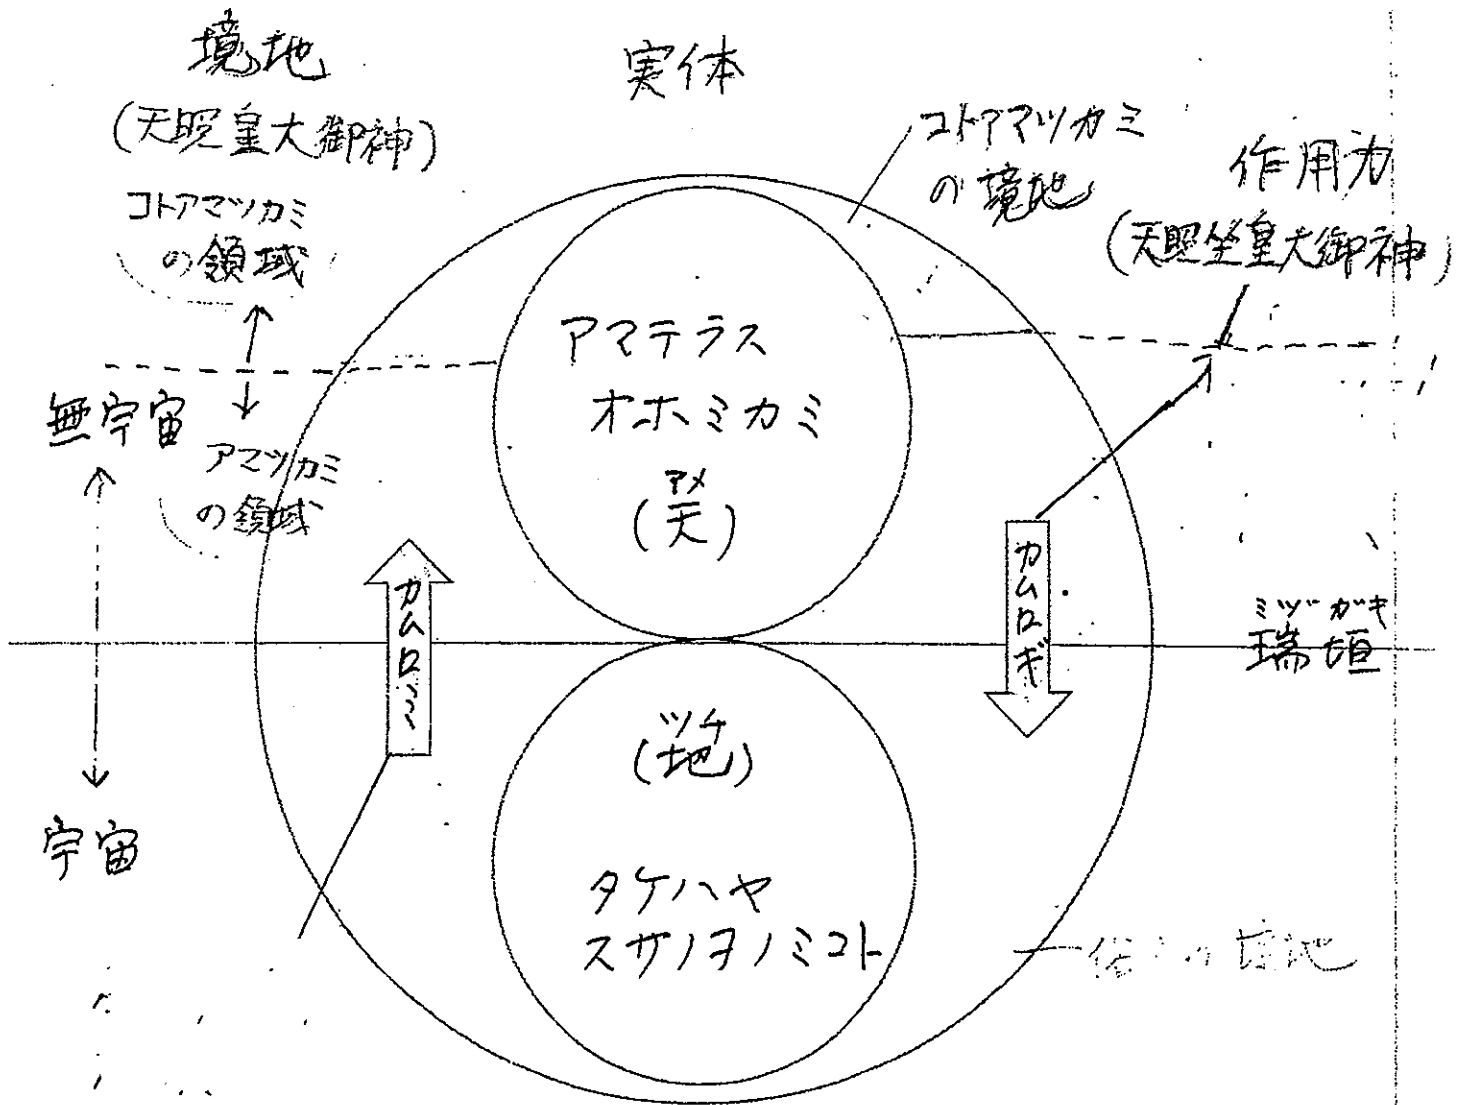 境地
(天照皇大御神)
コトアマツカミ
の領域
無宇宙
アマツカミ
の領域
宇宙
実体
アマテラス
オホミカミ
アメ
(天)
カムロミ
カムロギ
ツチ
(地)
タケハヤ
スサノヲノミコト
コトアマツカミ
の境地
作用力
(天照坐皇大御神)
ミヅガキ
瑞垣
の境地